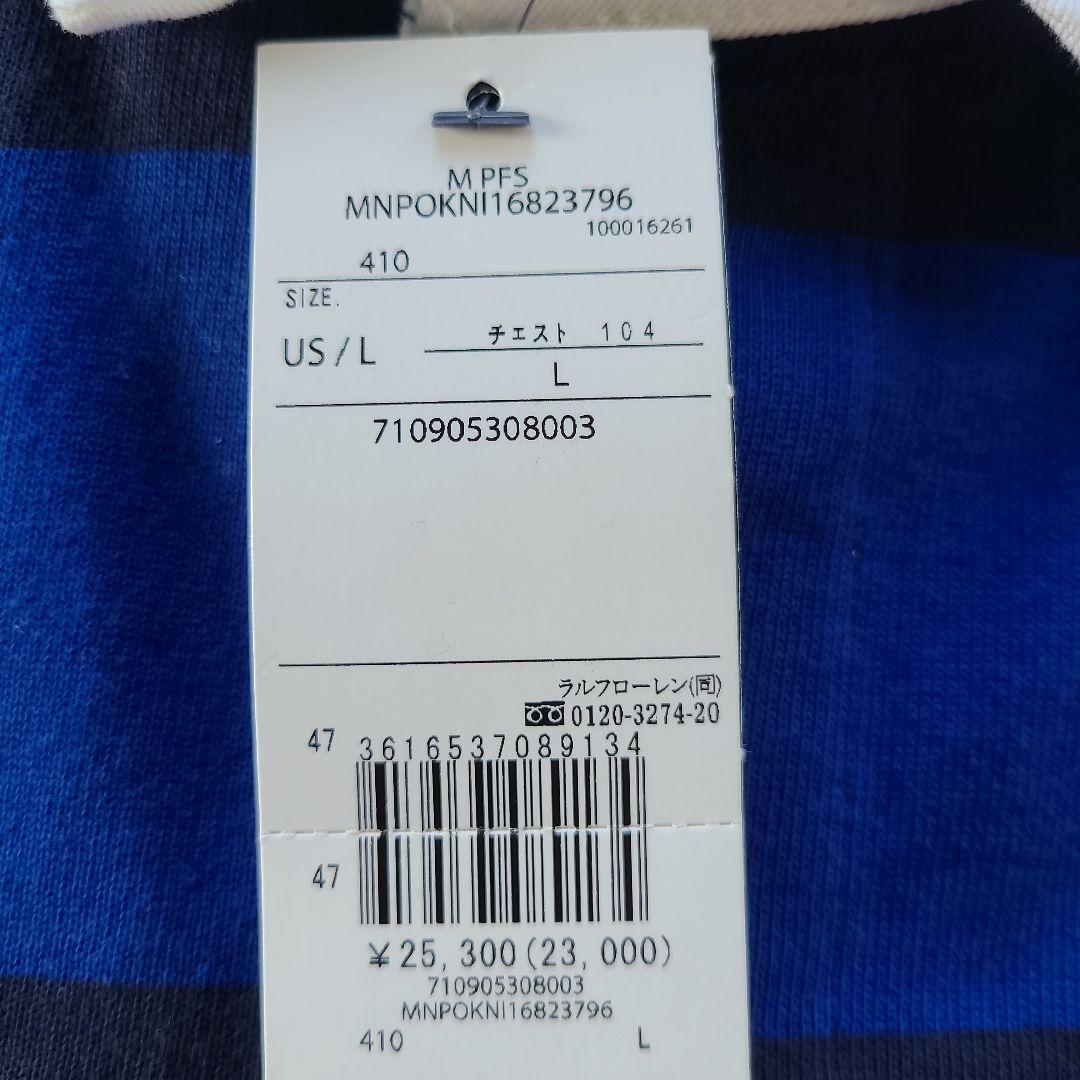 M PFS
MNPOKNI16823796
100016261
410
SIZE.
US / L
チェスト 104
L
710905308003
ラルフローレン(同)
0120-3274-20
47 3616537089134
47
¥25,300(23,000)
710905308003
MNPOKNI16823796
410 L